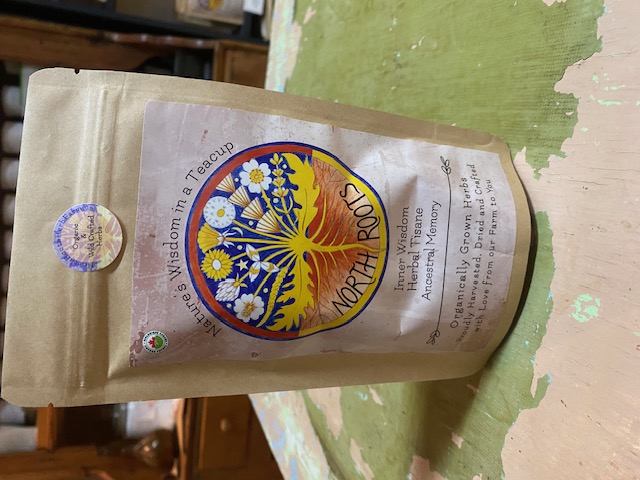 Organic
&
Wild Crafted
Herbs
Nature's Wisdom in a Teacup
NORTH ROOTS
Inner Wisdom
Herbal Tisane
Ancestral Memory
Organically Grown Herbs
Proudly Harvested, Dried and Crafted
with Love from our Farm to You